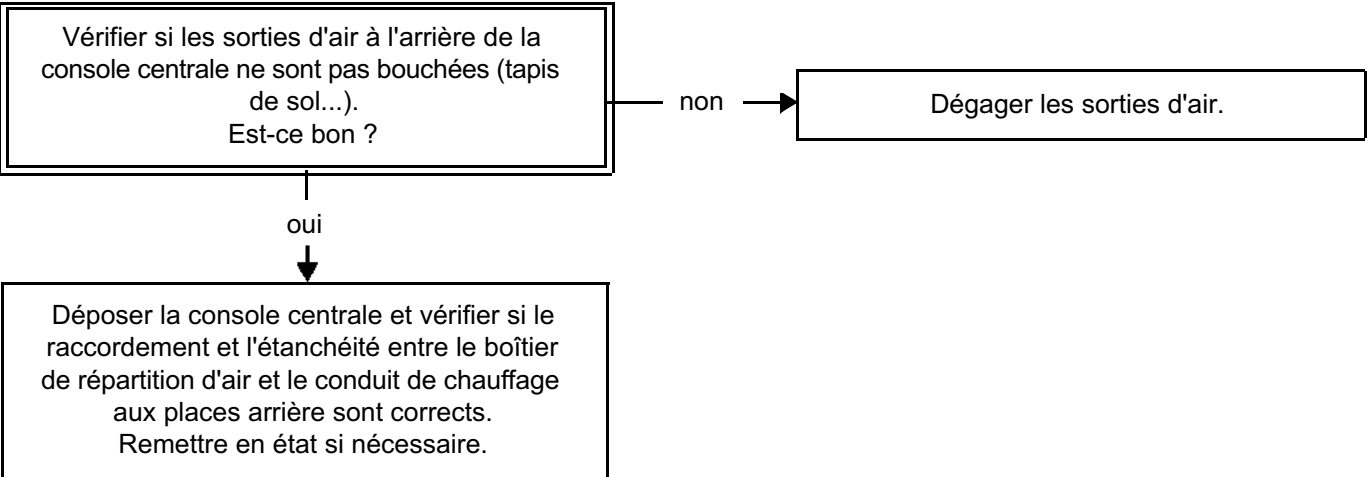 Vérifier si les sorties d'air à l'arrière de la
console centrale ne sont pas bouchées (tapis
de sol...).
Est-ce bon ?
non
Dégager les sorties d'air.
oui
Déposer la console centrale et vérifier si le
raccordement et l'étanchéité entre le boîtier
de répartition d'air et le conduit de chauffage
aux places arrière sont corrects.
Remettre en état si nécessaire.